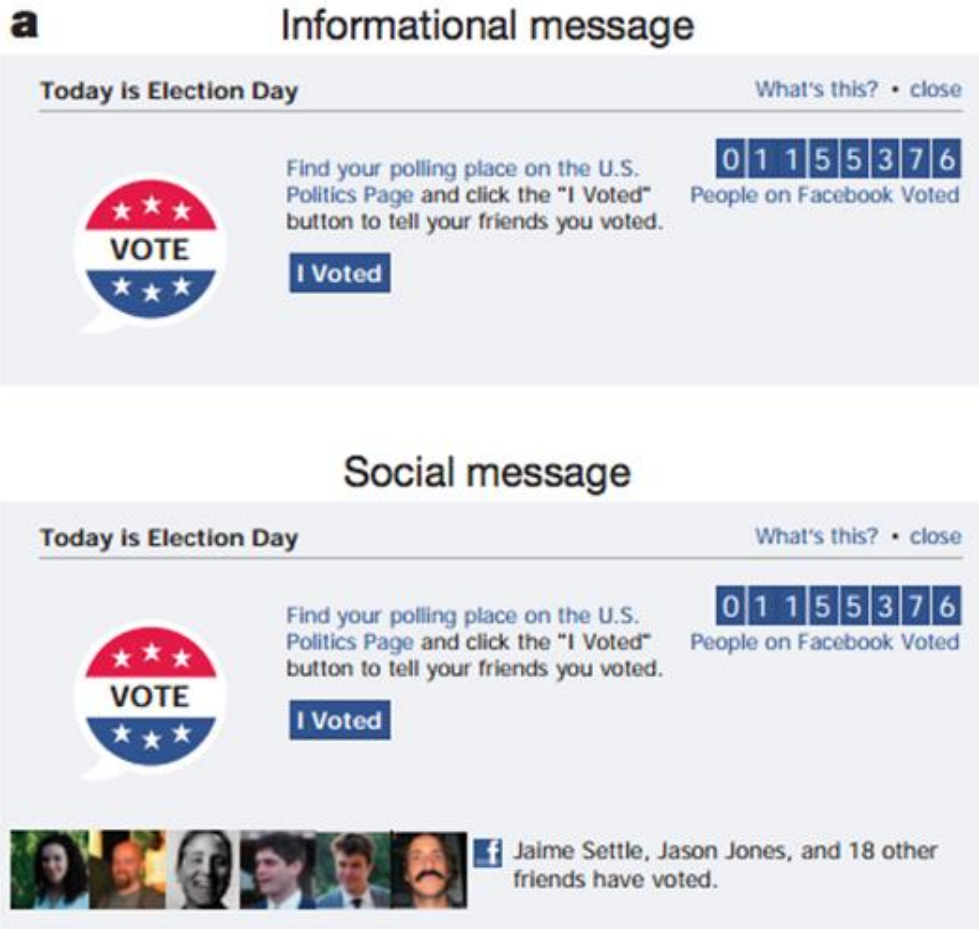 a
Informational message
Today is Election Day
What's this? • close
Find your polling place on the U.S.
Politics Page and click the "I Voted"
button to tell your friends you voted.
0 1 1 5 5 3 7 6
People on Facebook Voted
VOTE
I Voted
Social message
Today is Election Day
What's this? • close
Find your polling place on the U.S.
Politics Page and click the "I Voted"
button to tell your friends you voted.
0 1 1 5 5 3 7 6
People on Facebook Voted
VOTE
I Voted
f
Jaime Settle, Jason Jones, and 18 other
friends have voted.